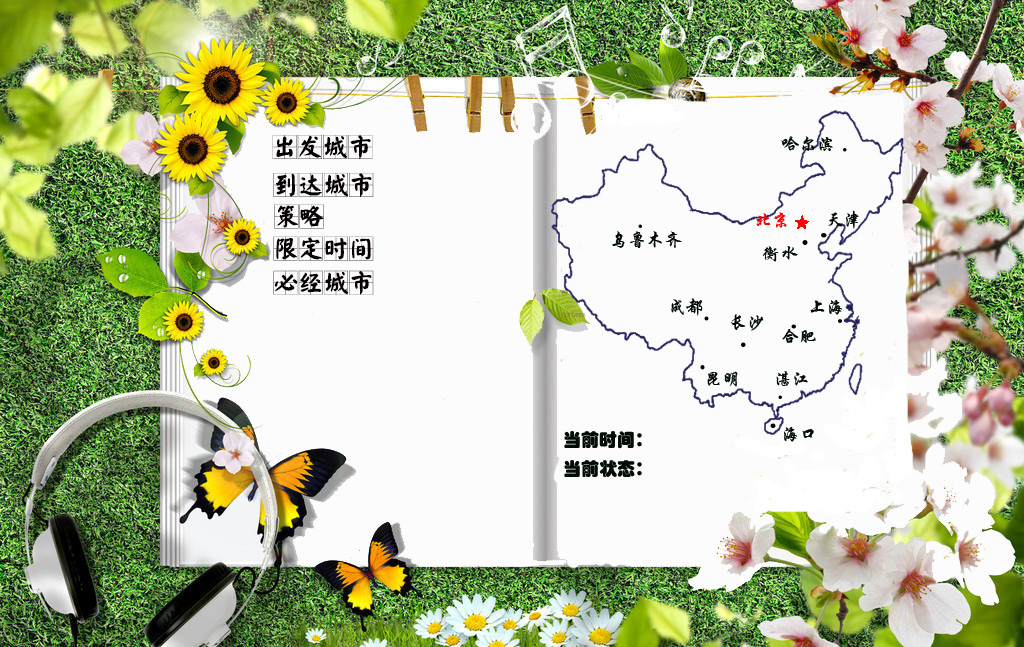 出发城市
到达城市
策略
限定时间
必经城市
哈尔滨
北京
天津
乌鲁木齐
衡水
成都
上海
长沙
合肥
昆明
湛江
海口
当前时间：
当前状态：